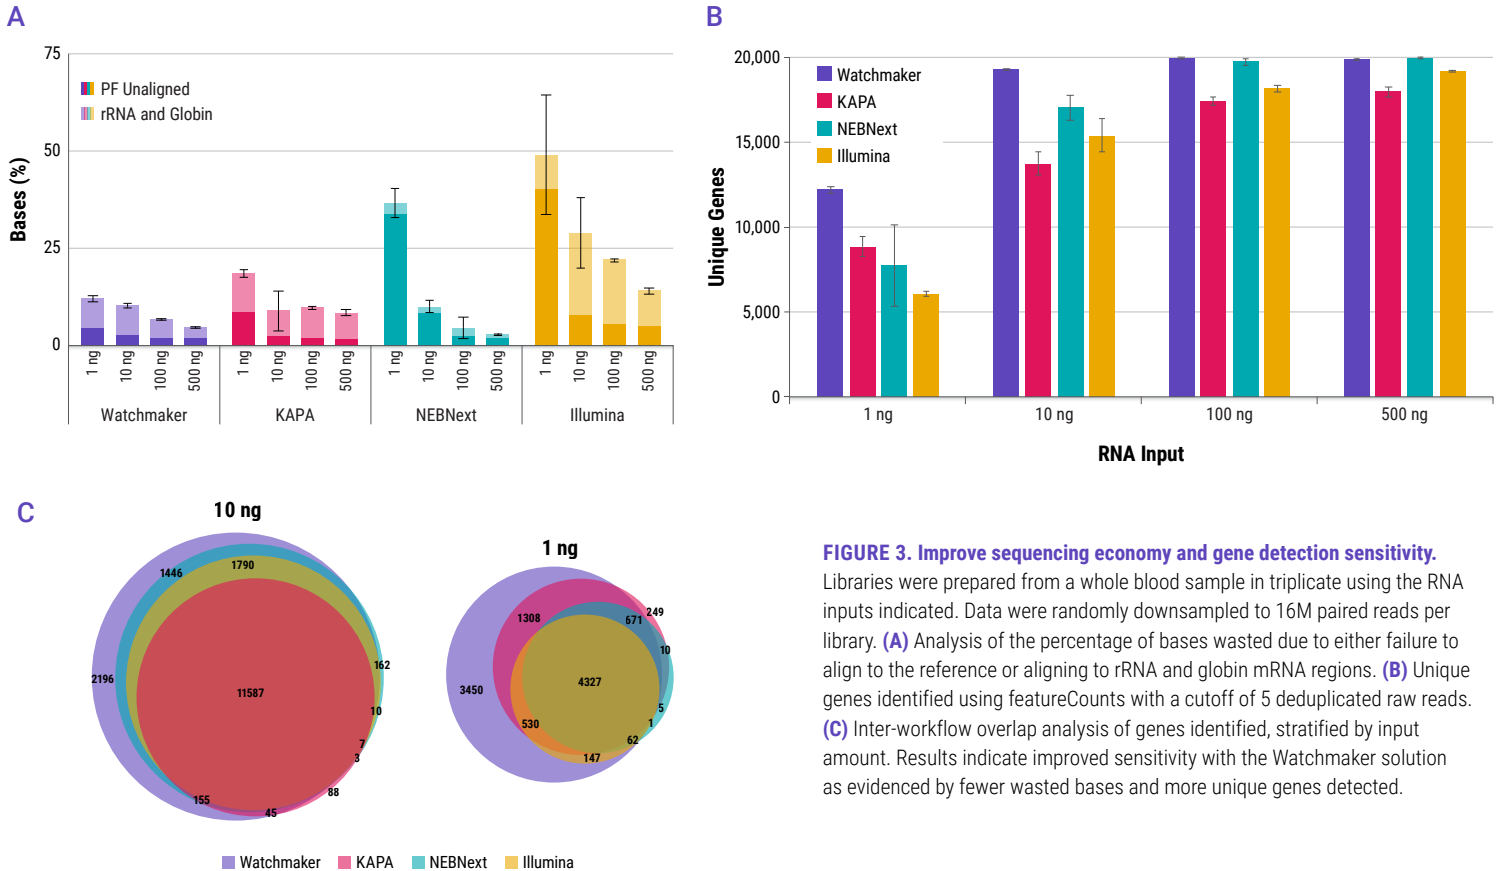 A
75
50
25
0
Bases (%)
PF Unaligned
rRNA and Globin
1 ng
10 ng
100 ng
500 ng
1 ng
10 ng
100 ng
500 ng
1 ng
10 ng
100 ng
500 ng
1 ng
10 ng
100 ng
500 ng
Watchmaker
KAPA
NEBNext
Illumina
B
20,000
15,000
10,000
5,000
0
Unique Genes
Watchmaker
KAPA
NEBNext
Illumina
1 ng
10 ng
100 ng
500 ng
RNA Input
C
10 ng
1446
1790
162
2196
11587
10
7
3
88
155
45
1 ng
249
1308
671
10
3450
4327
5
1
530
62
147
Watchmaker
KAPA
NEBNext
Illumina
FIGURE 3. Improve sequencing economy and gene detection sensitivity.
Libraries were prepared from a whole blood sample in triplicate using the RNA
inputs indicated. Data were randomly downsampled to 16M paired reads per
library. (A) Analysis of the percentage of bases wasted due to either failure to
align to the reference or aligning to rRNA and globin mRNA regions. (B) Unique
genes identified using featureCounts with a cutoff of 5 deduplicated raw reads.
(C) Inter-workflow overlap analysis of genes identified, stratified by input
amount. Results indicate improved sensitivity with the Watchmaker solution
as evidenced by fewer wasted bases and more unique genes detected.